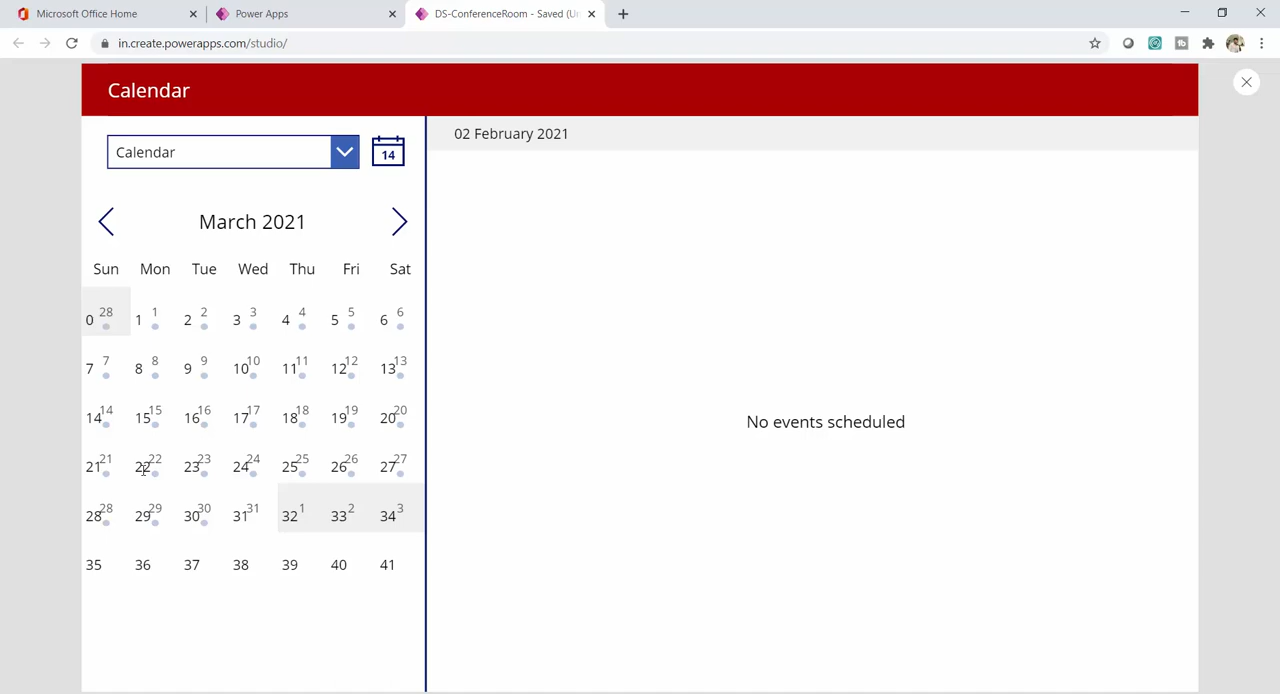 Microsoft Office Home
Power Apps
DS-ConferenceRoom - Saved (Un
in.create.powerapps.com/studio/
Calendar
Calendar
14
02 February 2021
March 2021
Sun Mon Tue Wed Thu Fri Sat
0 28 1 1 2 2 3 3 4 4 5 5 6 6
7 7 8 8 9 9 10 10 11 11 12 12 13 13
14 14 15 15 16 16 17 17 18 18 19 19 20 20
No events scheduled
21 21 22 22 23 23 24 24 25 25 26 26 27 27
28 28 29 29 30 30 31 31 32 1 33 2 34 3
35 36 37 38 39 40 41